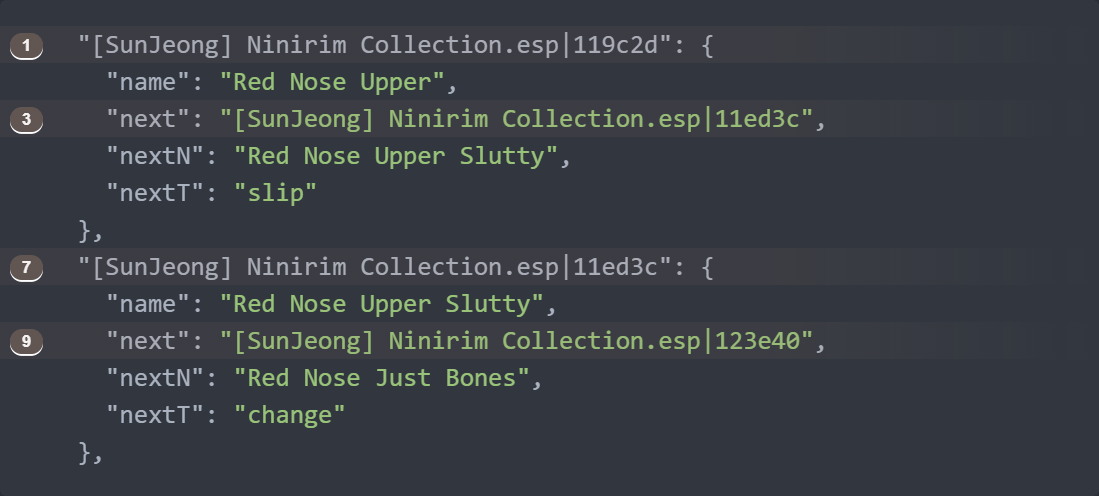 1 "[SunJeong] Ninirim Collection.esp|119c2d": {
"name": "Red Nose Upper",
3 "next": "[SunJeong] Ninirim Collection.esp|11ed3c",
"nextN": "Red Nose Upper Slutty",
"nextT": "slip"
},
7 "[SunJeong] Ninirim Collection.esp|11ed3c": {
"name": "Red Nose Upper Slutty",
9 "next": "[SunJeong] Ninirim Collection.esp|123e40",
"nextN": "Red Nose Just Bones",
"nextT": "change"
},